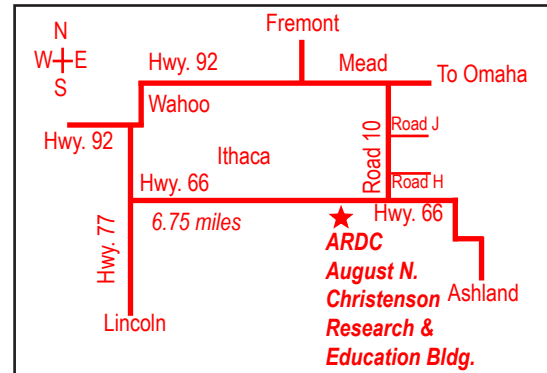 Fremont
N
W E
S
Hwy. 92
Mead
To Omaha
Wahoo
Hwy. 92
Road 10
Road J
Ithaca
Road H
Hwy. 66
Hwy. 66
6.75 miles
Hwy. 77
Lincoln
ARDC
August N.
Christenson
Research &
Education Bldg.
Ashland